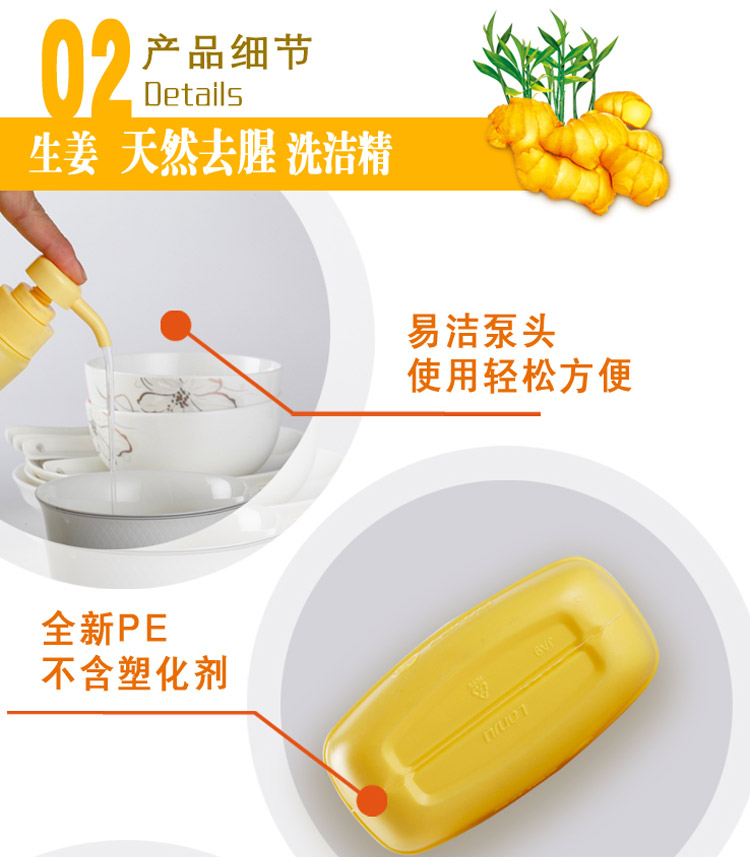 02 产品细节
Details
生姜 天然去腥 洗洁精
易洁泵头
使用轻松方便
全新PE
不含塑化剂